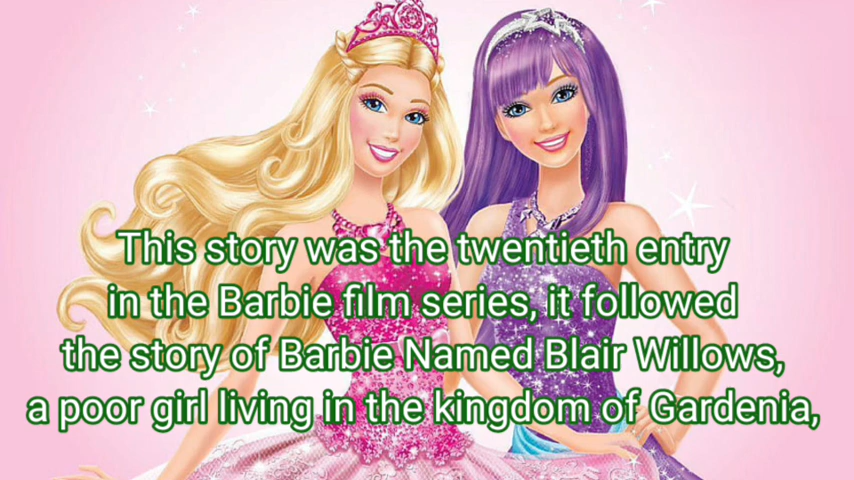 This story was the twentieth entry
in the Barbie film series, it followed
the story of Barbie Named Blair Willows,
a poor girl living in the kingdom of Gardenia,